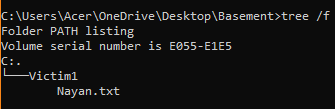 C:\Users\Acer\OneDrive\Desktop\Basement>tree /f
Folder PATH listing
Volume serial number is E055-E1E5
C:.
└───Victim1
        Nayan.txt